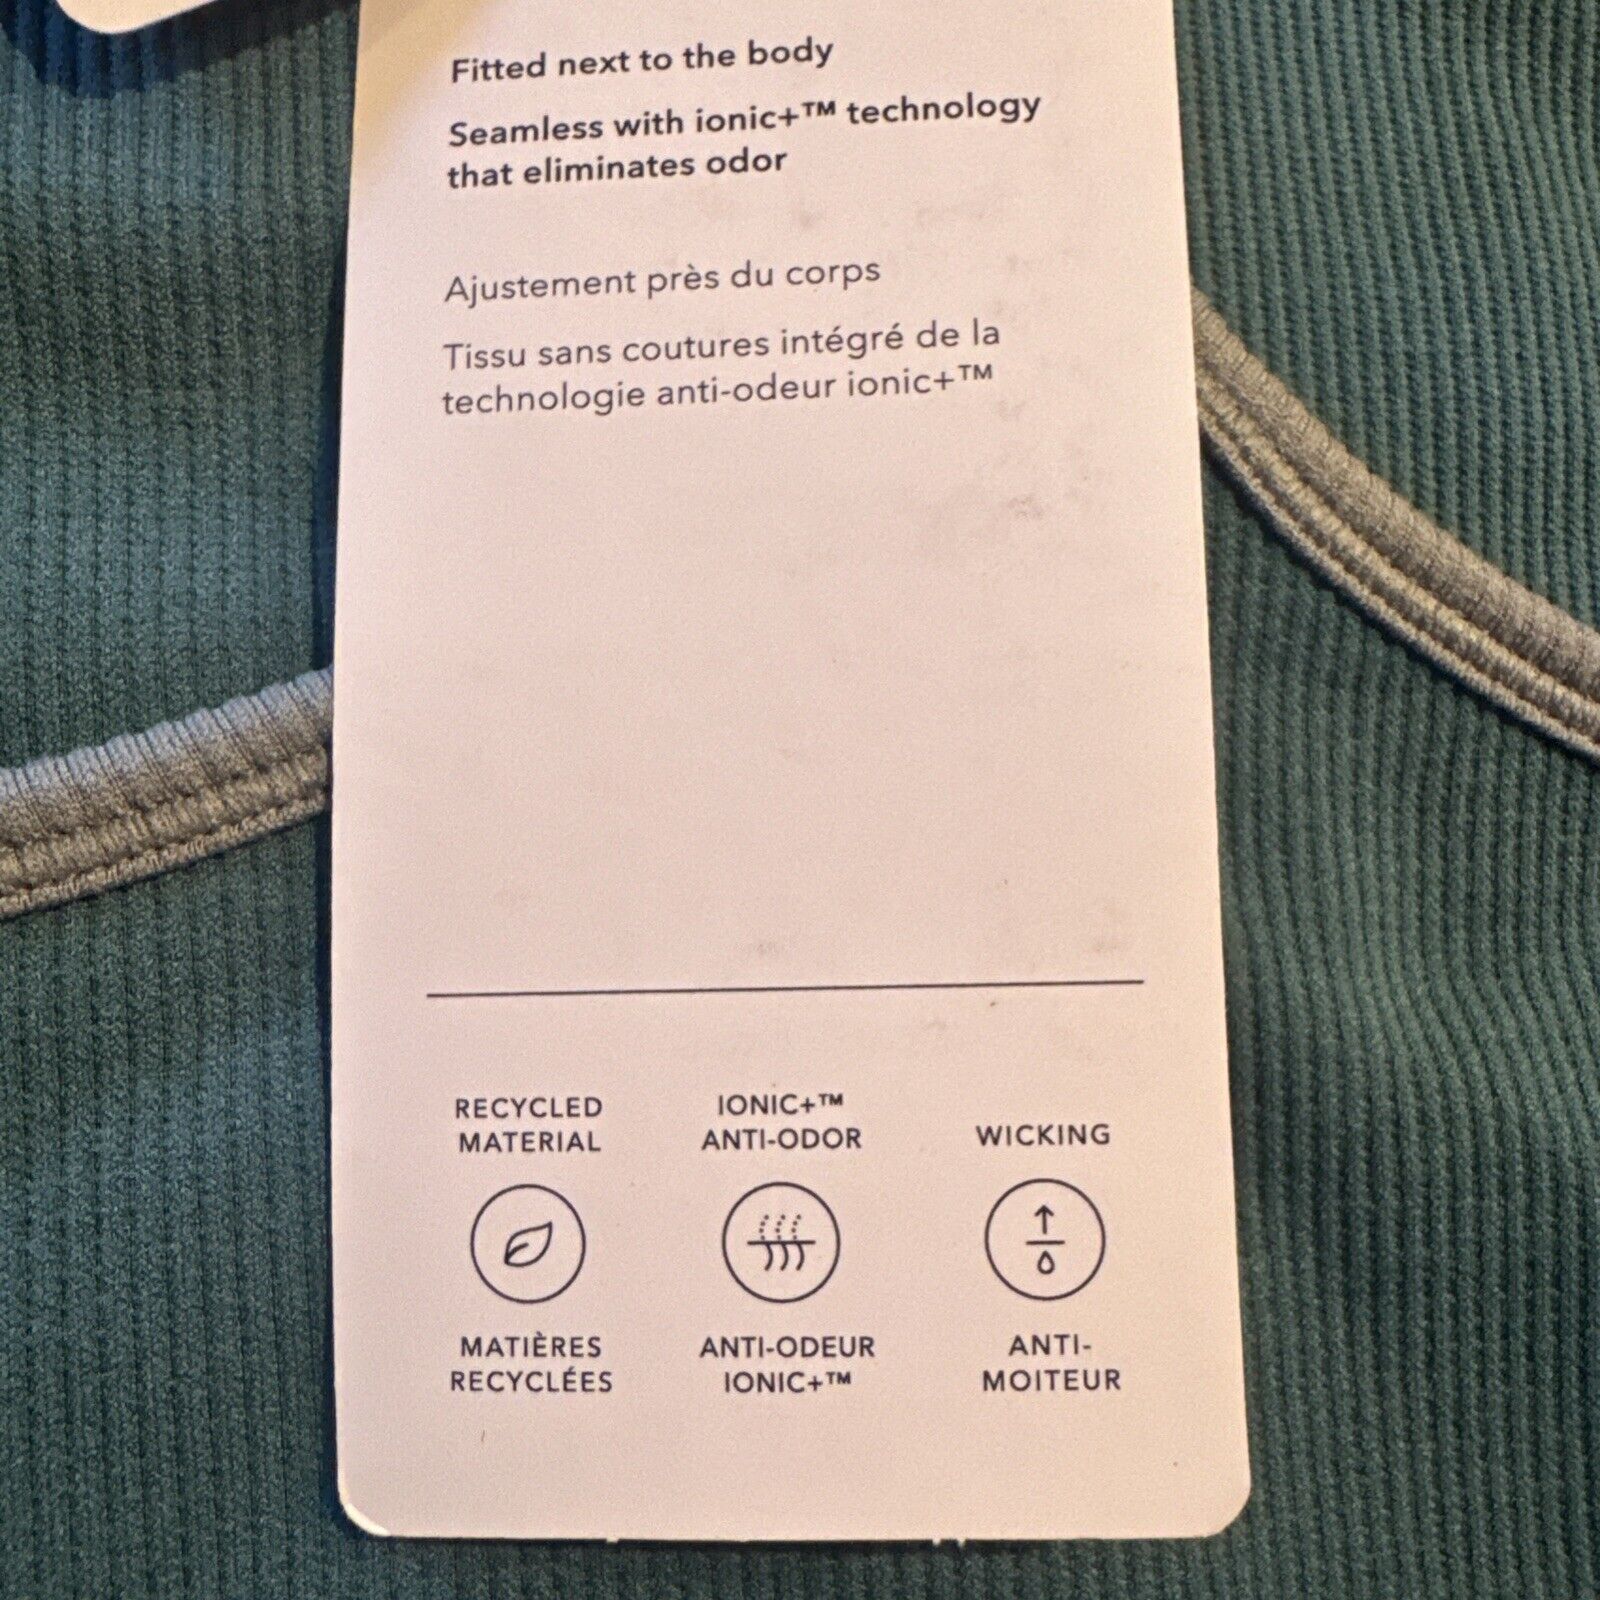 Fitted next to the body
Seamless with ionic+™ technology
that eliminates odor
Ajustement près du corps
Tissu sans coutures intégré de la
technologie anti-odeur ionic+™
RECYCLED
MATERIAL
IONIC+™
ANTI-ODOR
WICKING
MATIÈRES
RECYCLÉES
ANTI-ODEUR
IONIC+™
ANTI-
MOITEUR